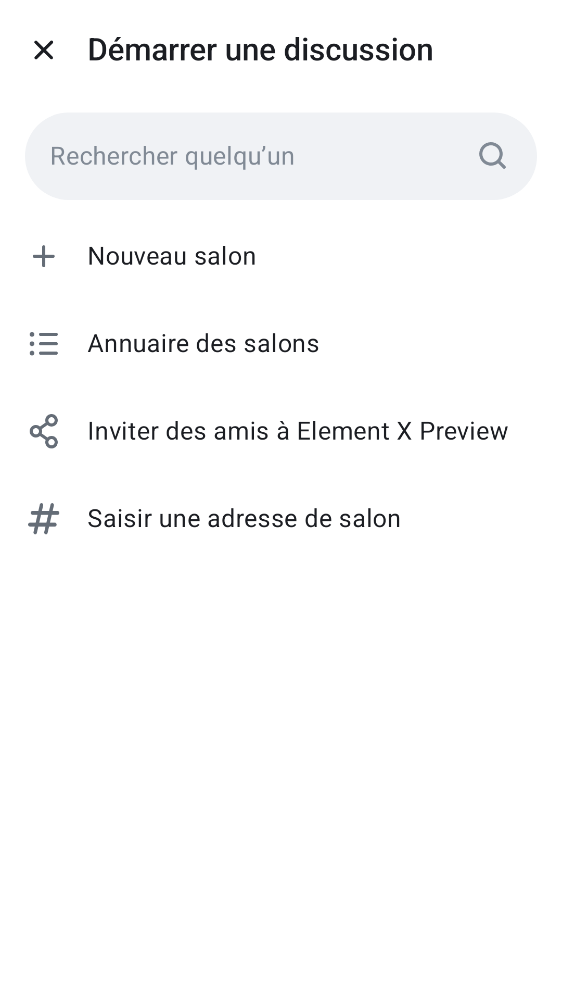 Démarrer une discussion
Rechercher quelqu’un
Nouveau salon
Annuaire des salons
Inviter des amis à Element X Preview
Saisir une adresse de salon